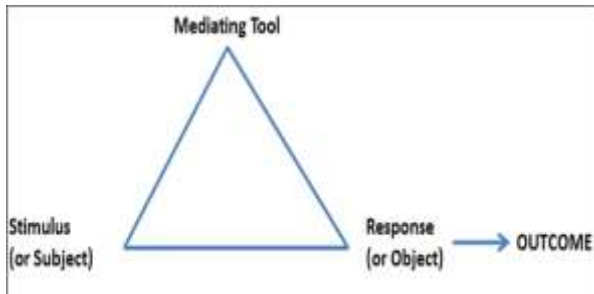 Mediating Tool
Stimulus
(or Subject)
Response
(or Object)
OUTCOME